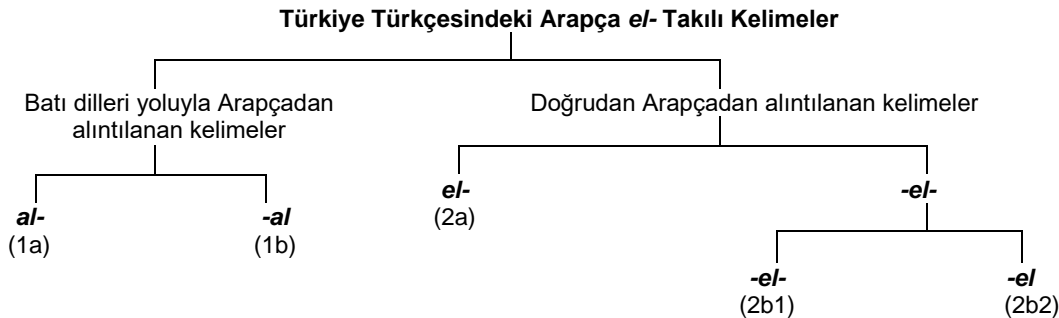 Türkiye Türkçesindeki Arapça el- Takılı Kelimeler
Batı dilleri yoluyla Arapçadan
alıntılanan kelimeler
Doğrudan Arapçadan alıntılanan kelimeler
al-
(1a)
-al
(1b)
el-
(2a)
-el-
-el-
(2b1)
-el
(2b2)